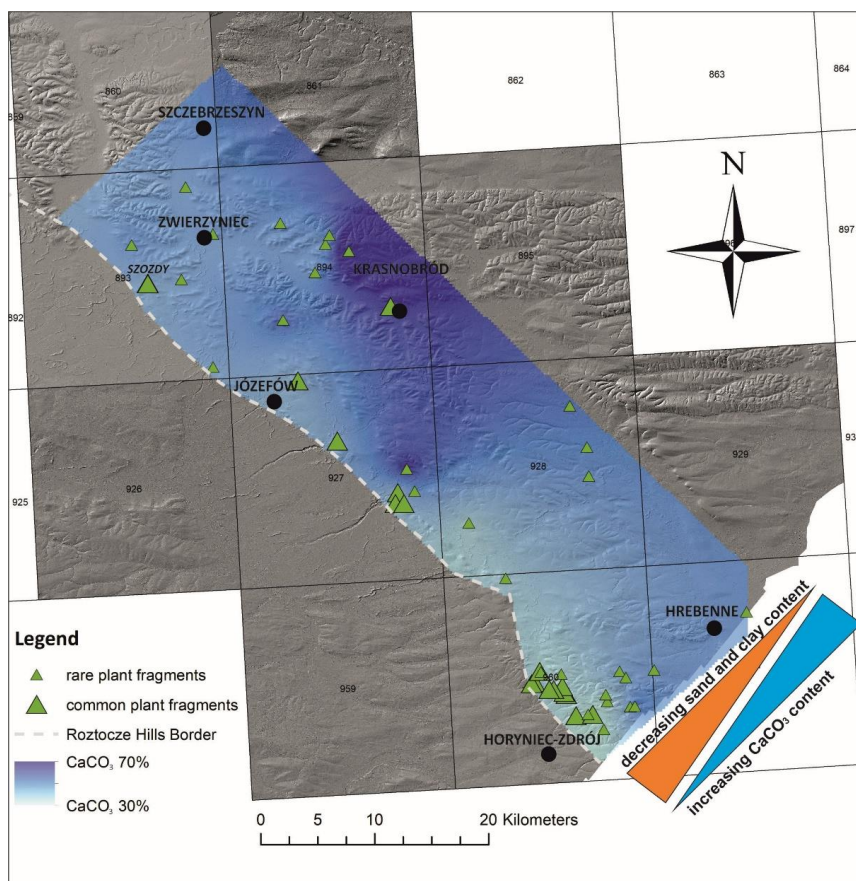 864
863
862
861
860
859
SZCZEBRZESZYN
N
897
896
ZWIERZYNIEC
894
895
KRASNOBRÓD
SZOZDY
893
892
JÓZEFÓW
93
929
928
927
926
925
HREBENNE
Legend
rare plant fragments
common plant fragments
Roztocze Hills Border
CaCO₃ 70%
CaCO₃ 30%
959
960
HORYNIEC-ZDRÓJ
decreasing sand and clay content
increasing CaCO₃ content
0 5 10 20 Kilometers